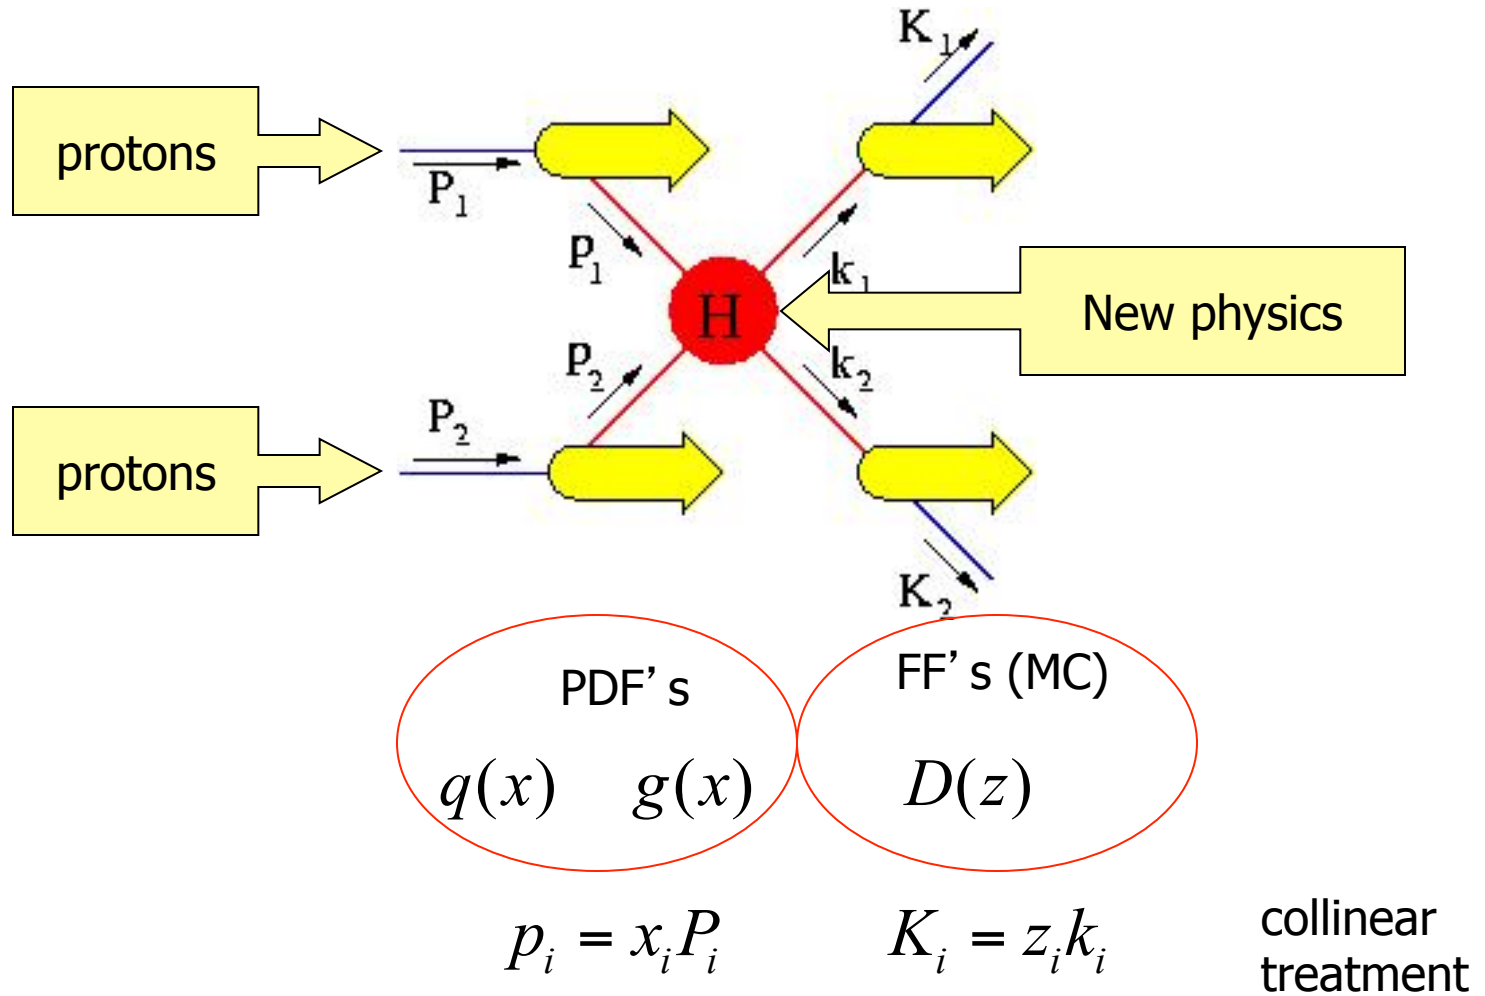 K₁
protons
P₁
p₁
k₁
New physics
H
p₂
k₂
P₂
protons
K₂
PDF’s
FF’s (MC)
q(x) g(x)
D(z)
pᵢ = xᵢPᵢ
Kᵢ = zᵢkᵢ
collinear
treatment